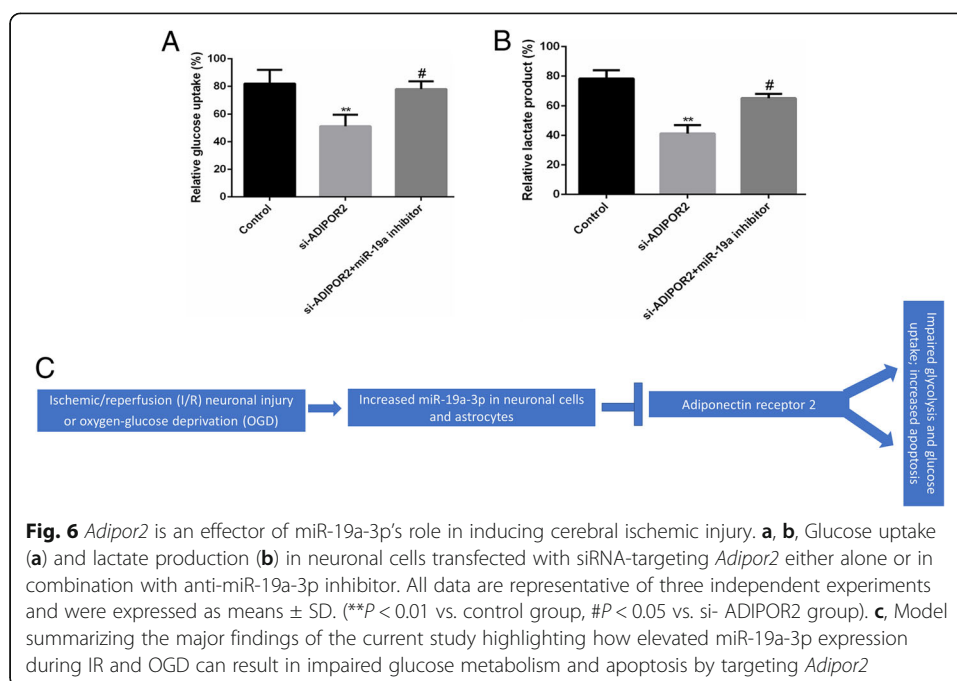 A
Relative glucose uptake (%)
100
80
60
40
20
0
**
#
Control
si-ADIPOR2
si-ADIPOR2+miR-19a inhibitor
B
Relative lactate product (%)
100
80
60
40
20
0
**
#
Control
si-ADIPOR2
si-ADIPOR2+miR-19a inhibitor
C
Ischemic/reperfusion (I/R) neuronal injury
or oxygen-glucose deprivation (OGD)
Increased miR-19a-3p in neuronal cells
and astrocytes
Adiponectin receptor 2
Impaired glycolysis and glucose
uptake; increased apoptosis
Fig. 6 Adipor2 is an effector of miR-19a-3p's role in inducing cerebral ischemic injury. a, b, Glucose uptake
(a) and lactate production (b) in neuronal cells transfected with siRNA-targeting Adipor2 either alone or in
combination with anti-miR-19a-3p inhibitor. All data are representative of three independent experiments
and were expressed as means ± SD. (**P < 0.01 vs. control group, #P < 0.05 vs. si- ADIPOR2 group). c, Model
summarizing the major findings of the current study highlighting how elevated miR-19a-3p expression
during IR and OGD can result in impaired glucose metabolism and apoptosis by targeting Adipor2